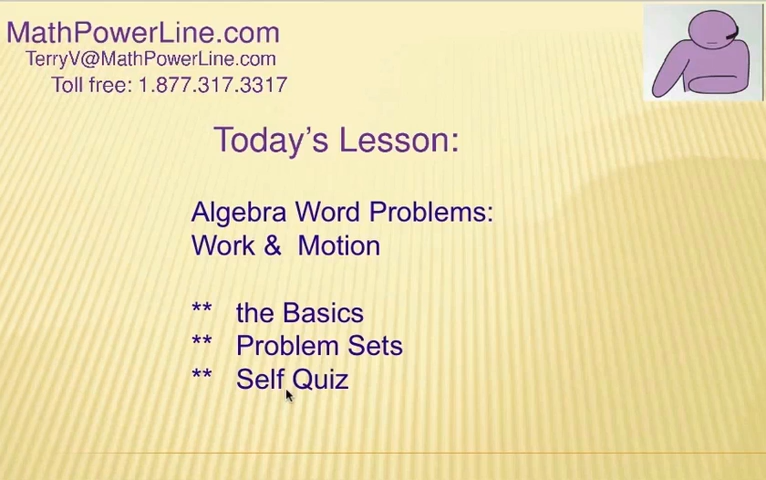 MathPowerLine.com
TerryV@MathPowerLine.com
Toll free: 1.877.317.3317
Today's Lesson:
Algebra Word Problems:
Work & Motion
** the Basics
** Problem Sets
** Self Quiz